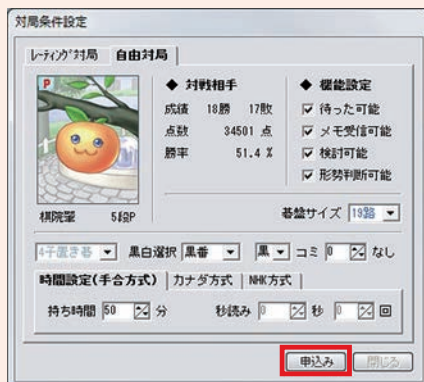 対局条件設定
レーティング対局 自由対局
P
◆ 対戦相手
成績 18勝 17敗
点数 34501 点
勝率 51.4 %
◆ 機能設定
待った可能
メモ受信可能
検討可能
形勢判断可能
棋院肇 5段P
碁盤サイズ 19路
4子置き碁 黒白選択 黒番 黒 コミ 0 なし
時間設定(手合方式) カナダ方式 NHK方式
持ち時間 50 分 秒読み 0 秒 0 回
申込み 閉じる